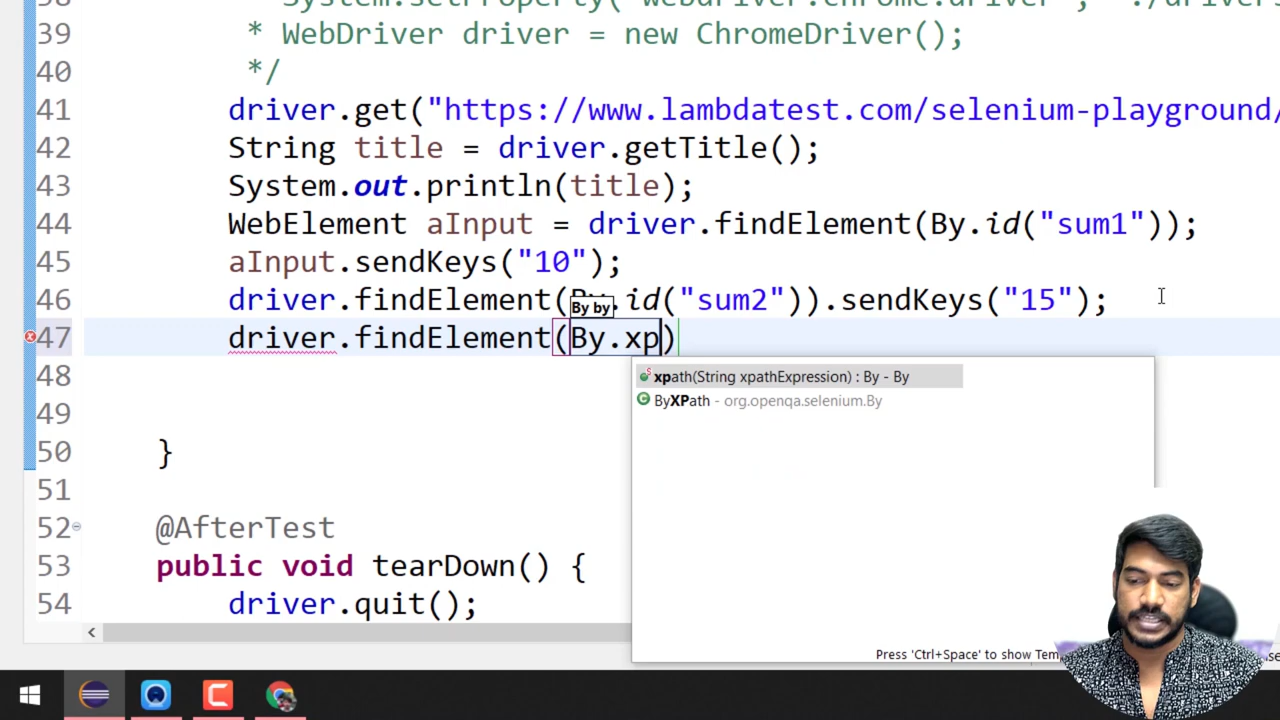 38 System.setProperty("webdriver.chrome.driver", "./drivers
39 * WebDriver driver = new ChromeDriver();
40 */
41 driver.get("https://www.lambdatest.com/selenium-playground/
42 String title = driver.getTitle();
43 System.out.println(title);
44 WebElement aInput = driver.findElement(By.id("sum1"));
45 aInput.sendKeys("10");
46 driver.findElement(By.id("sum2")).sendKeys("15");
By by
47 driver.findElement(By.xp)
xpath(String xpathExpression) : By - By
48
ByXPath - org.openqa.selenium.By
49
50 }
51
52 @AfterTest
53 public void tearDown() {
54 driver.quit();
Press 'Ctrl+Space' to show